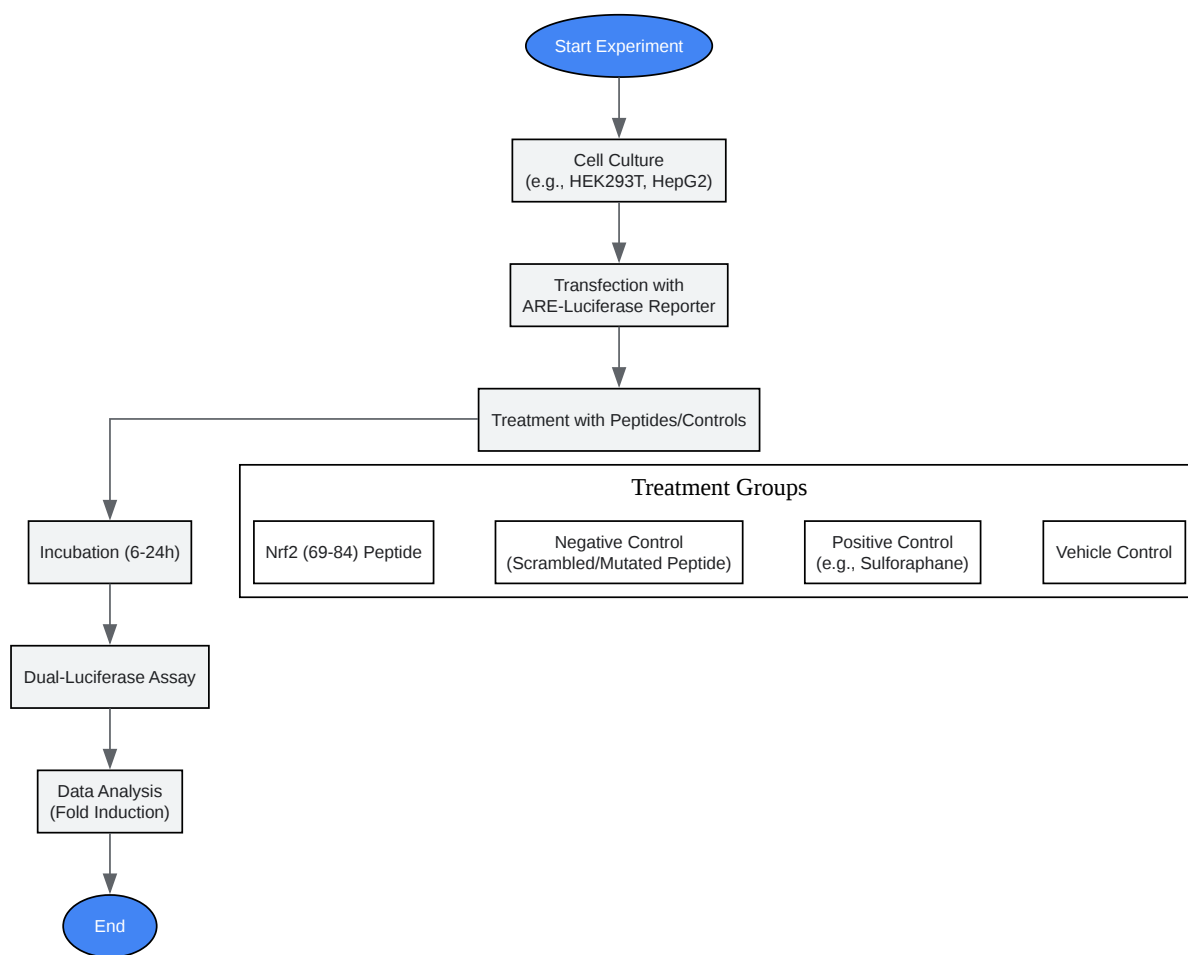 Start Experiment
Cell Culture
(e.g., HEK293T, HepG2)
Transfection with
ARE-Luciferase Reporter
Treatment with Peptides/Controls
Treatment Groups
Incubation (6-24h)
Nrf2 (69-84) Peptide
Negative Control
(Scrambled/Mutated Peptide)
Positive Control
(e.g., Sulforaphane)
Vehicle Control
Dual-Luciferase Assay
Data Analysis
(Fold Induction)
End